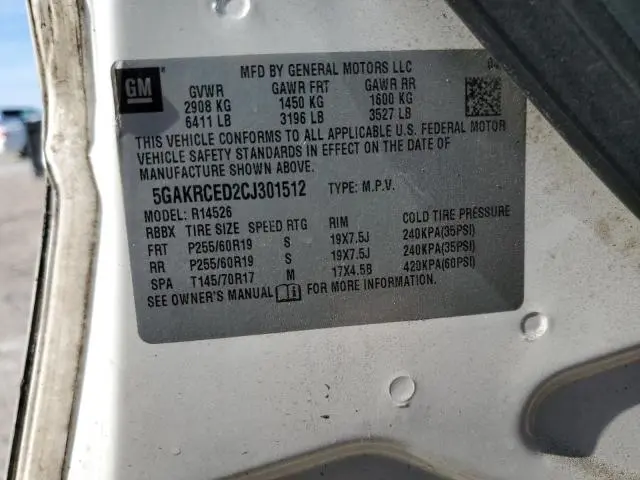 MFD BY GENERAL MOTORS LLC 04
GM
GVWR GAWR FRT GAWR RR
2908 KG 1450 KG 1600 KG
6411 LB 3196 LB 3527 LB
THIS VEHICLE CONFORMS TO ALL APPLICABLE U.S. FEDERAL MOTOR
VEHICLE SAFETY STANDARDS IN EFFECT ON THE DATE OF
MANUFACTURE SHOWN ABOVE.
5GAKRCED2CJ301512 TYPE: M.P.V.
MODEL: R14526
RBBX TIRE SIZE SPEED RTG RIM COLD TIRE PRESSURE
FRT P255/60R19 S 19X7.5J 240KPA(35PSI)
RR P255/60R19 S 19X7.5J 240KPA(35PSI)
SPA T145/70R17 M 17X4.5B 420KPA(60PSI)
SEE OWNER'S MANUAL FOR MORE INFORMATION.